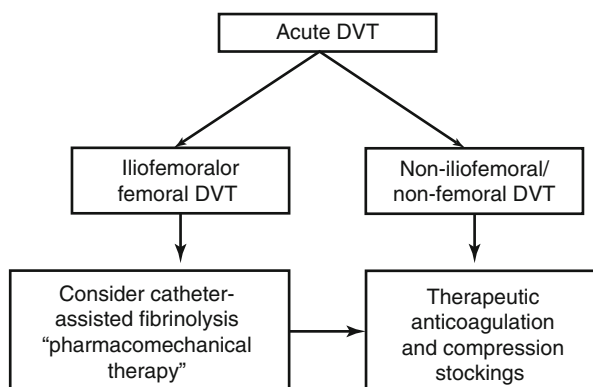 Acute DVT
Iliofemoralor
femoral DVT
Non-iliofemoral/
non-femoral DVT
Consider catheter-
assisted fibrinolysis
“pharmacomechanical
therapy”
Therapeutic
anticoagulation
and compression
stockings